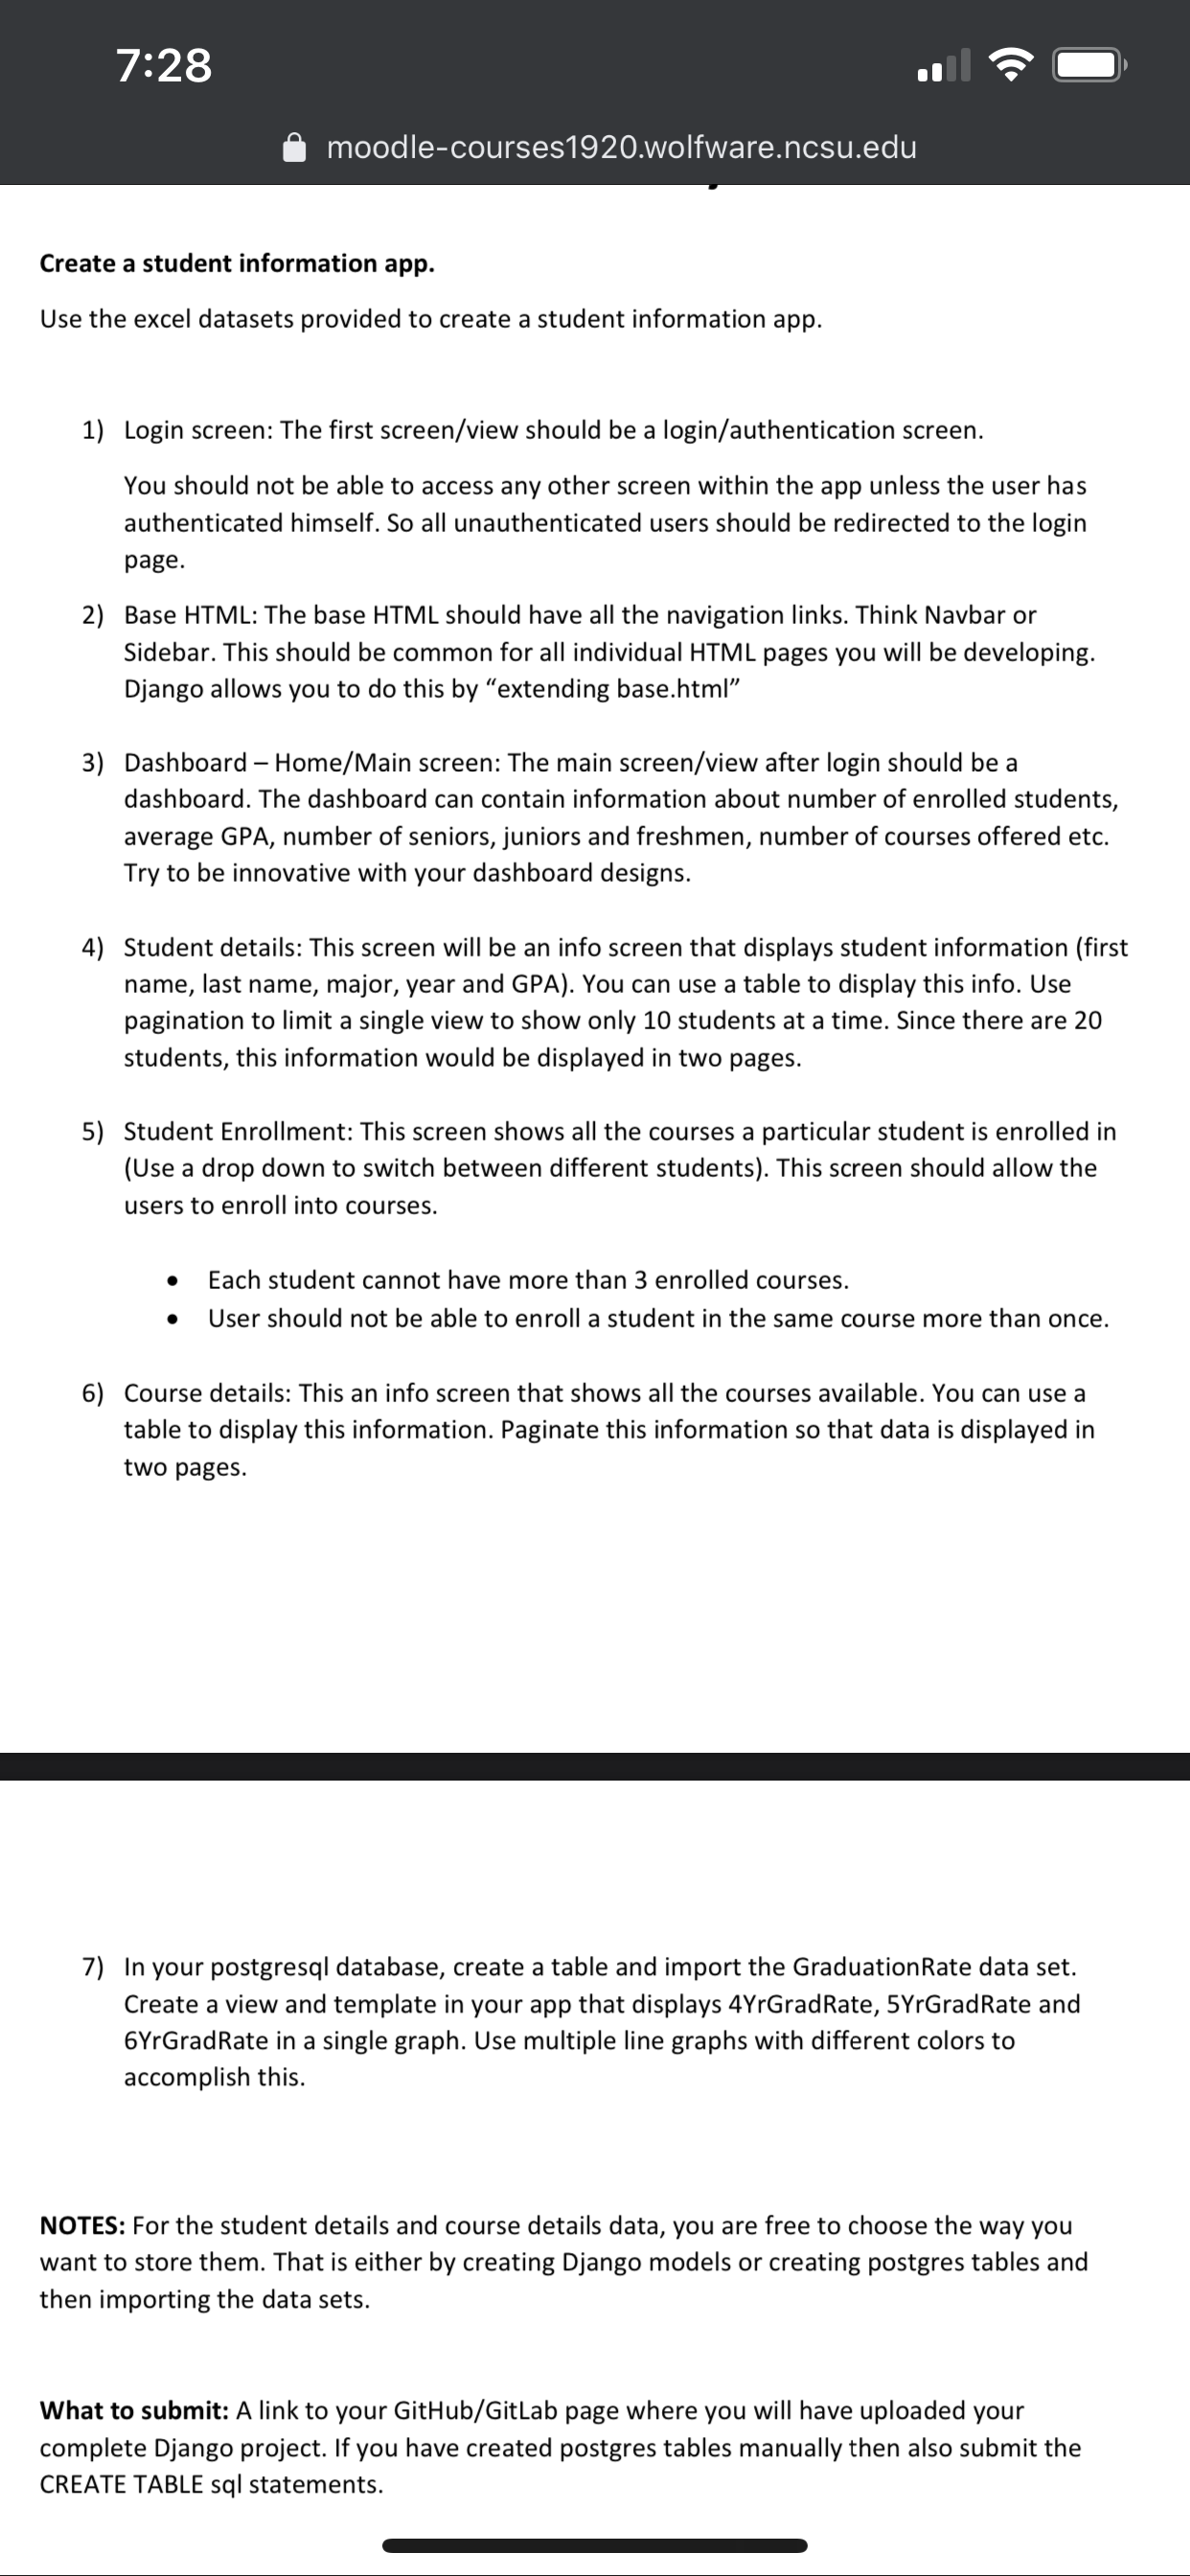 7:28
moodle-courses1920.wolfware.ncsu.edu
Create a student information app.
Use the excel datasets provided to create a student information app.
1) Login screen: The first screen/view should be a login/authentication screen.
You should not be able to access any other screen within the app unless the user has
authenticated himself. So all unauthenticated users should be redirected to the login
page.
2) Base HTML: The base HTML should have all the navigation links. Think Navbar or
Sidebar. This should be common for all individual HTML pages you will be developing.
Django allows you to do this by “extending base.html”
3) Dashboard – Home/Main screen: The main screen/view after login should be a
dashboard. The dashboard can contain information about number of enrolled students,
average GPA, number of seniors, juniors and freshmen, number of courses offered etc.
Try to be innovative with your dashboard designs.
4) Student details: This screen will be an info screen that displays student information (first
name, last name, major, year and GPA). You can use a table to display this info. Use
pagination to limit a single view to show only 10 students at a time. Since there are 20
students, this information would be displayed in two pages.
5) Student Enrollment: This screen shows all the courses a particular student is enrolled in
(Use a drop down to switch between different students). This screen should allow the
users to enroll into courses.
• Each student cannot have more than 3 enrolled courses.
• User should not be able to enroll a student in the same course more than once.
6) Course details: This an info screen that shows all the courses available. You can use a
table to display this information. Paginate this information so that data is displayed in
two pages.
7) In your postgresql database, create a table and import the GraduationRate data set.
Create a view and template in your app that displays 4YrGradRate, 5YrGradRate and
6YrGradRate in a single graph. Use multiple line graphs with different colors to
accomplish this.
NOTES: For the student details and course details data, you are free to choose the way you
want to store them. That is either by creating Django models or creating postgres tables and
then importing the data sets.
What to submit: A link to your GitHub/GitLab page where you will have uploaded your
complete Django project. If you have created postgres tables manually then also submit the
CREATE TABLE sql statements.